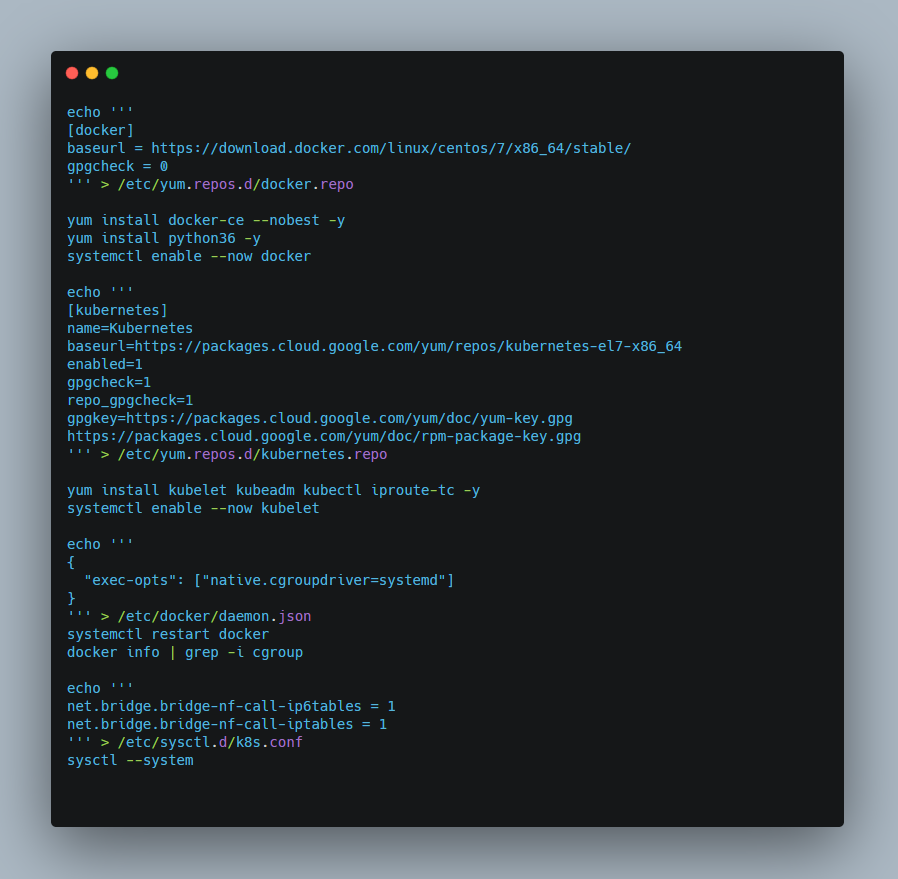 echo '''
[docker]
baseurl = https://download.docker.com/linux/centos/7/x86_64/stable/
gpgcheck = 0
''' > /etc/yum.repos.d/docker.repo
yum install docker-ce --nobest -y
yum install python36 -y
systemctl enable --now docker
echo '''
[kubernetes]
name=Kubernetes
baseurl=https://packages.cloud.google.com/yum/repos/kubernetes-el7-x86_64
enabled=1
gpgcheck=1
repo_gpgcheck=1
gpgkey=https://packages.cloud.google.com/yum/doc/yum-key.gpg
https://packages.cloud.google.com/yum/doc/rpm-package-key.gpg
''' > /etc/yum.repos.d/kubernetes.repo
yum install kubelet kubeadm kubectl iproute-tc -y
systemctl enable --now kubelet
echo '''
{
  "exec-opts": ["native.cgroupdriver=systemd"]
}
''' > /etc/docker/daemon.json
systemctl restart docker
docker info | grep -i cgroup
echo '''
net.bridge.bridge-nf-call-ip6tables = 1
net.bridge.bridge-nf-call-iptables = 1
''' > /etc/sysctl.d/k8s.conf
sysctl --system